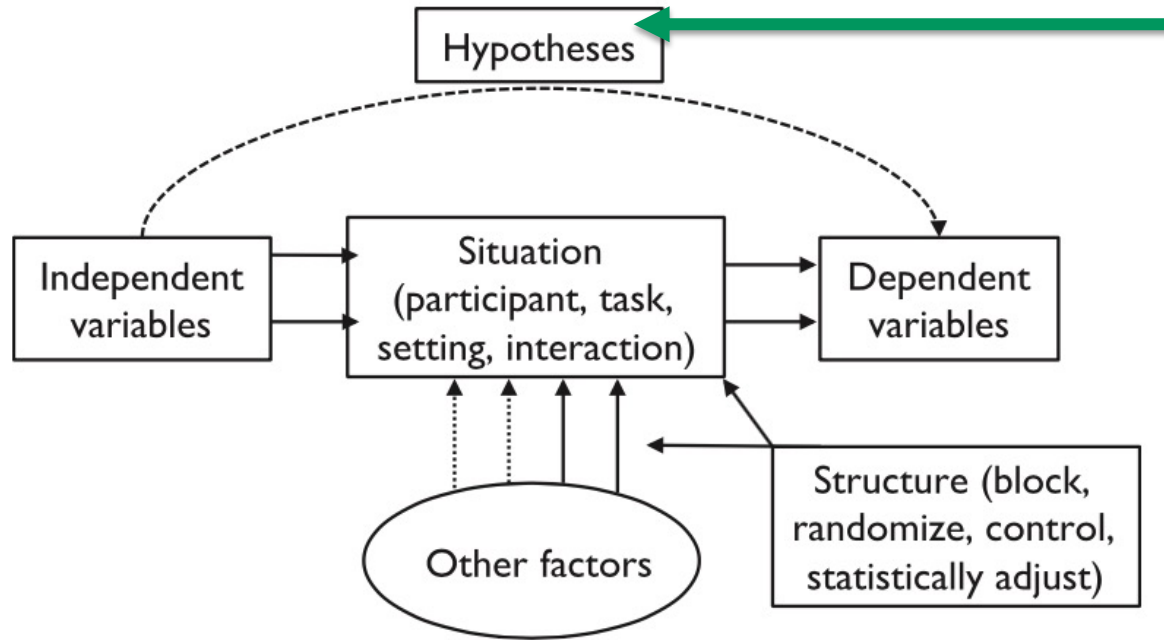 Hypotheses
Independent
variables
Situation
(participant, task,
setting, interaction)
Dependent
variables
Other factors
Structure (block,
randomize, control,
statistically adjust)